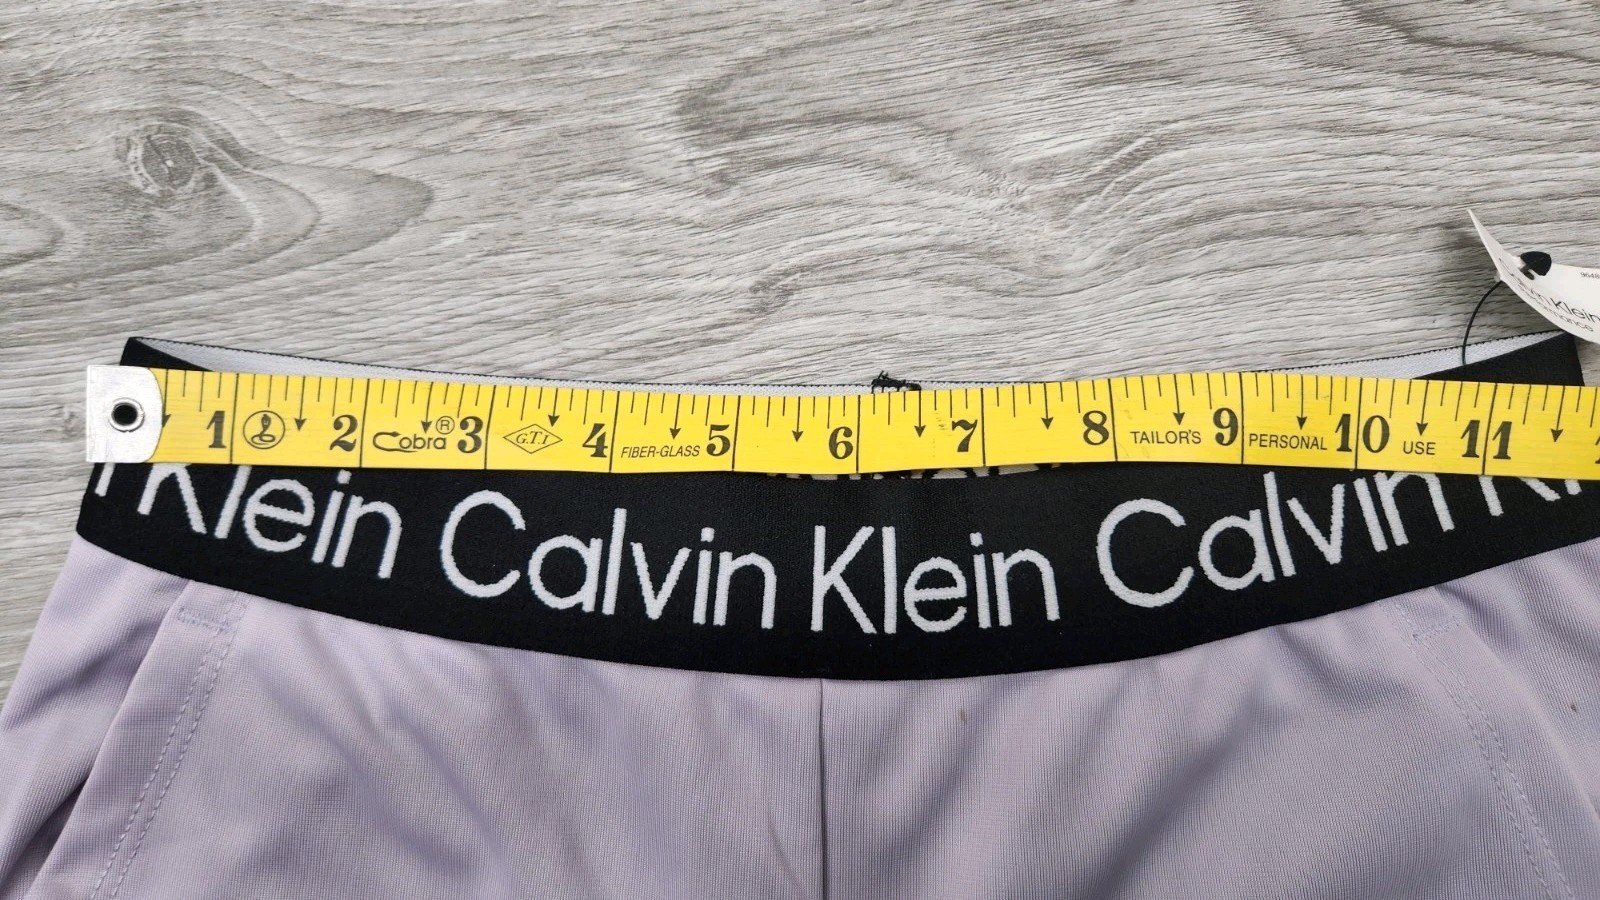 9648
Calvin Klein
1 2 Cobra® 3 G.T.I 4 FIBER-GLASS 5 6 7 8 TAILOR'S 9 PERSONAL 10 USE 11
Klein Calvin Klein Calvin